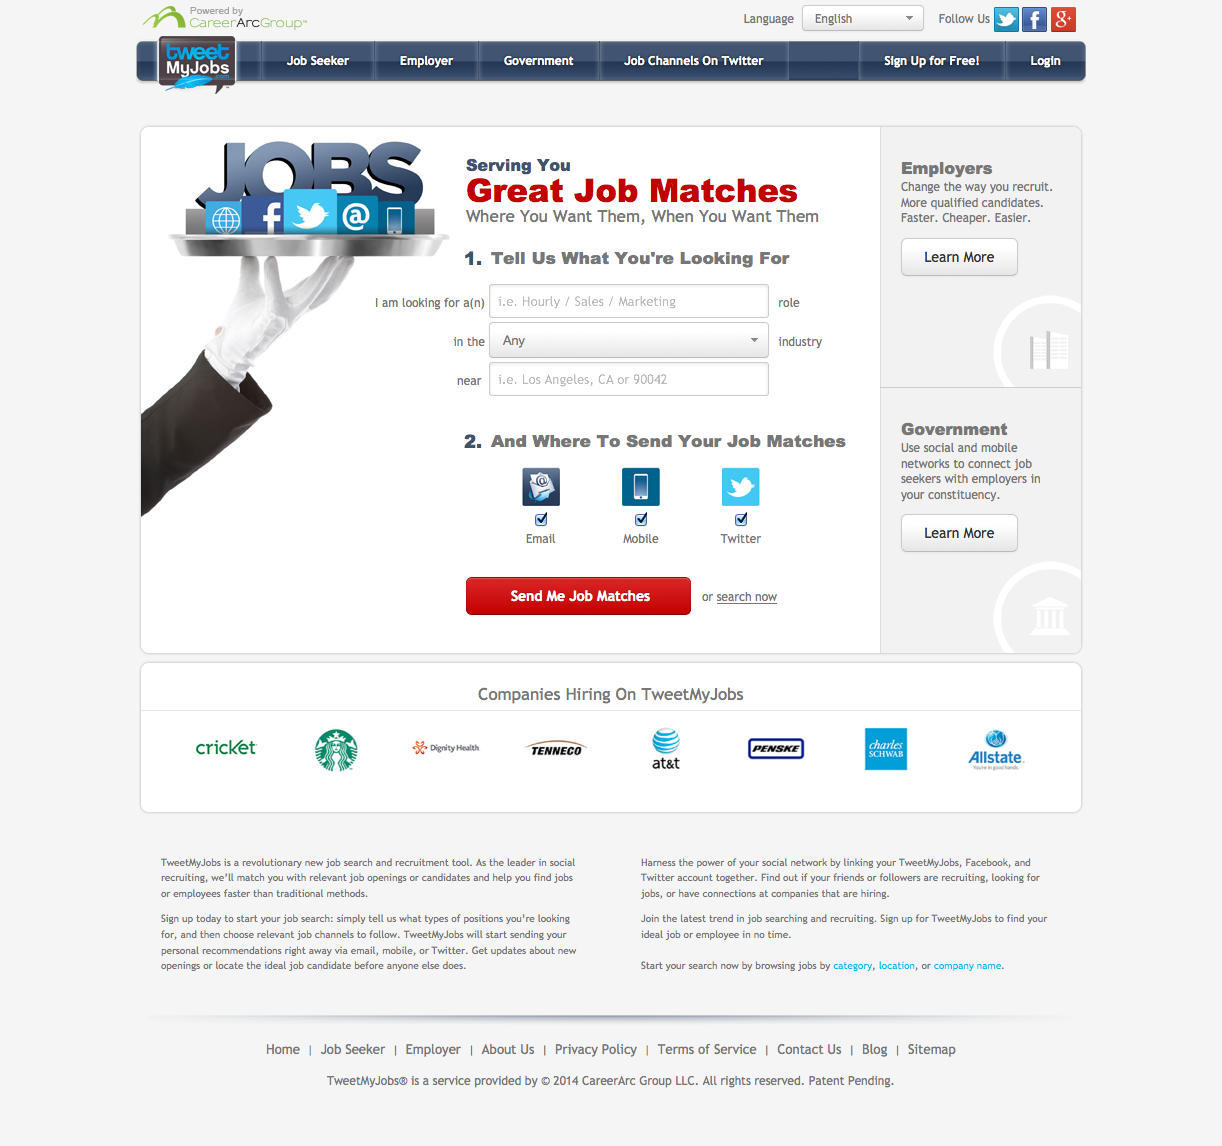 Powered by
CareerArcGroup™
Language
English
Follow Us
tweet
MyJobs
.com
Job Seeker
Employer
Government
Job Channels On Twitter
Sign Up for Free!
Login
JOBS
Serving You
Great Job Matches
Where You Want Them, When You Want Them
1. Tell Us What You're Looking For
I am looking for a(n) i.e. Hourly / Sales / Marketing role
in the Any industry
near i.e. Los Angeles, CA or 90042
2. And Where To Send Your Job Matches
Email
Mobile
Twitter
Send Me Job Matches or search now
Employers
Change the way you recruit.
More qualified candidates.
Faster. Cheaper. Easier.
Learn More
Government
Use social and mobile
networks to connect job
seekers with employers in
your constituency.
Learn More
Companies Hiring On TweetMyJobs
cricket
Dignity Health
TENNECO
at&t
PENSKE
charles
SCHWAB
Allstate.
You're in good hands.
TweetMyJobs is a revolutionary new job search and recruitment tool. As the leader in social
recruiting, we'll match you with relevant job openings or candidates and help you find jobs
or employees faster than traditional methods.
Sign up today to start your job search: simply tell us what types of positions you're looking
for, and then choose relevant job channels to follow. TweetMyJobs will start sending your
personal recommendations right away via email, mobile, or Twitter. Get updates about new
openings or locate the ideal job candidate before anyone else does.
Harness the power of your social network by linking your TweetMyJobs, Facebook, and
Twitter account together. Find out if your friends or followers are recruiting, looking for
jobs, or have connections at companies that are hiring.
Join the latest trend in job searching and recruiting. Sign up for TweetMyJobs to find your
ideal job or employee in no time.
Start your search now by browsing jobs by category, location, or company name.
Home | Job Seeker | Employer | About Us | Privacy Policy | Terms of Service | Contact Us | Blog | Sitemap
TweetMyJobs® is a service provided by © 2014 CareerArc Group LLC. All rights reserved. Patent Pending.